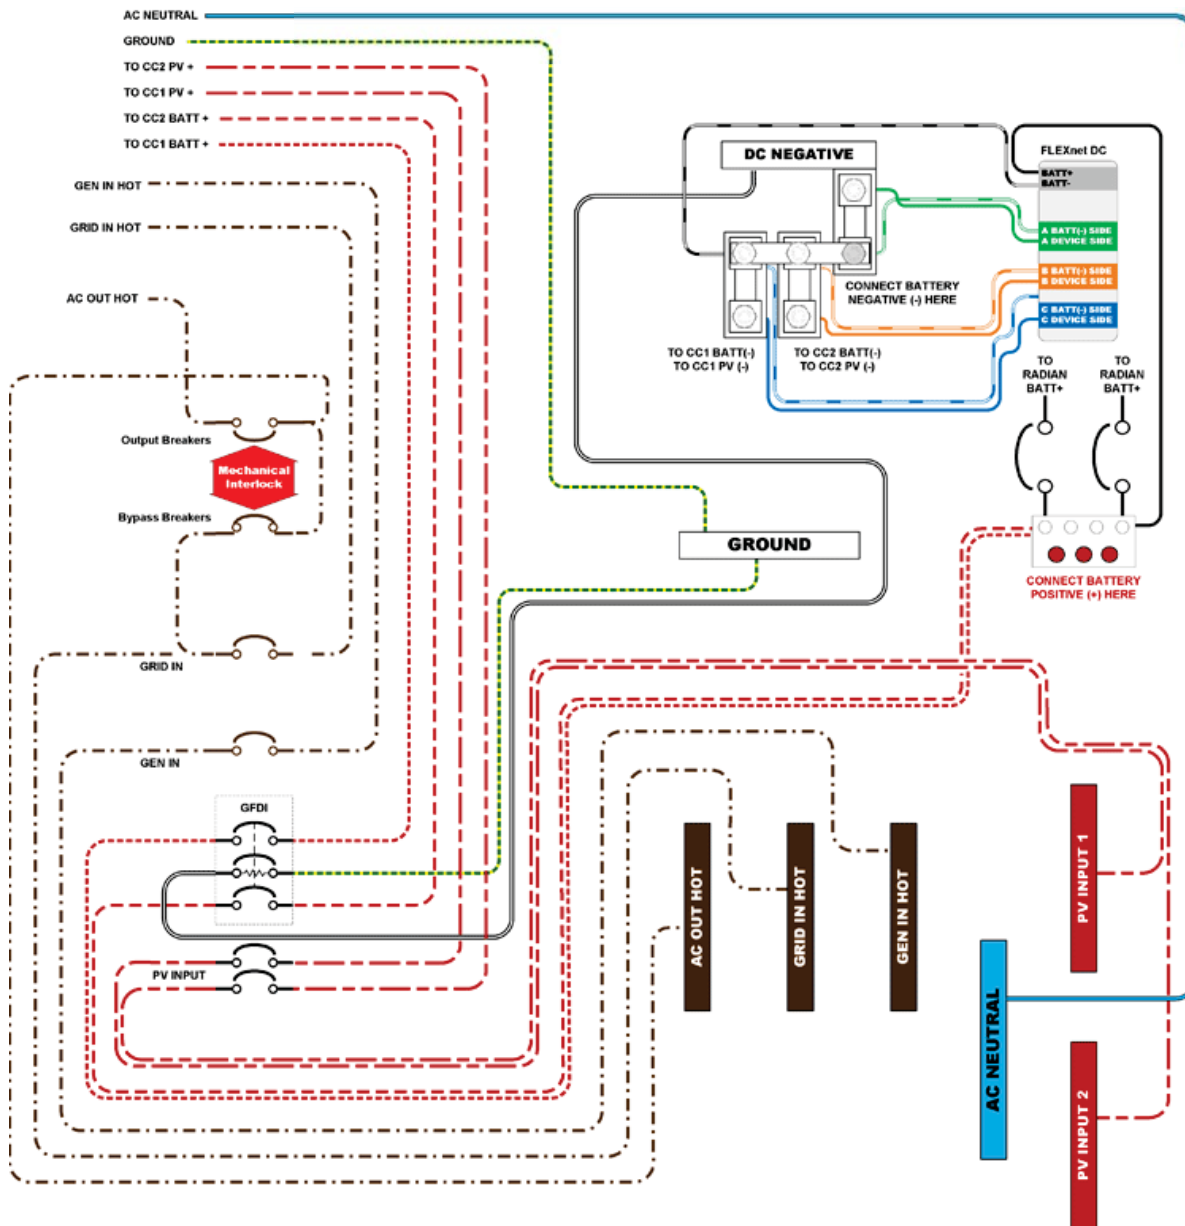 AC NEUTRAL
GROUND
TO CC2 PV +
TO CC1 PV +
TO CC2 BATT +
TO CC1 BATT +
GEN IN HOT
GRID IN HOT
AC OUT HOT
Output Breakers
Mechanical
Interlock
Bypass Breakers
GRID IN
GEN IN
GFDI
PV INPUT
DC NEGATIVE
CONNECT BATTERY
NEGATIVE (-) HERE
TO CC1 BATT(-)
TO CC1 PV (-)
TO CC2 BATT(-)
TO CC2 PV (-)
FLEXnet DC
BATT+
BATT-
A BATT(-) SIDE
A DEVICE SIDE
B BATT(-) SIDE
B DEVICE SIDE
C BATT(-) SIDE
C DEVICE SIDE
TO
RADIAN
BATT+
TO
RADIAN
BATT+
CONNECT BATTERY
POSITIVE (+) HERE
GROUND
AC OUT HOT
GRID IN HOT
GEN IN HOT
AC NEUTRAL
PV INPUT 1
PV INPUT 2